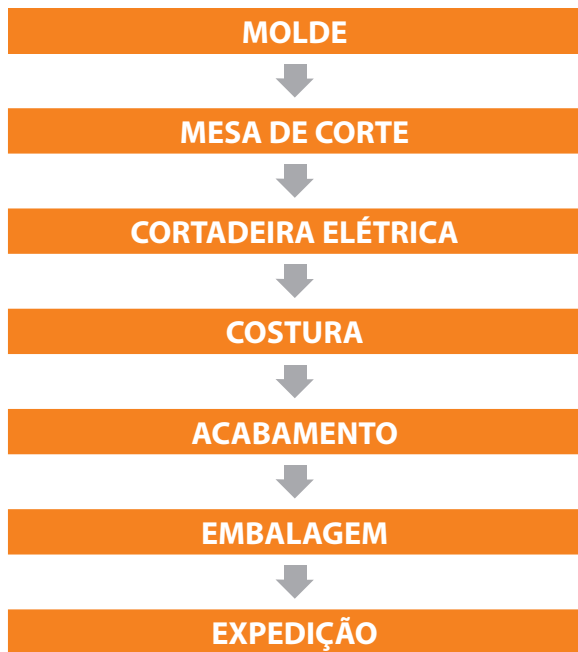 MOLDE
MESA DE CORTE
CORTADEIRA ELÉTRICA
COSTURA
ACABAMENTO
EMBALAGEM
EXPEDIÇÃO